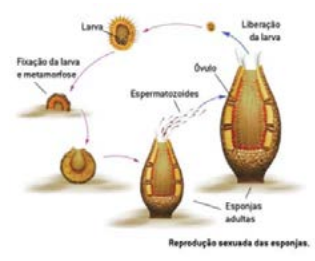 Larva
Liberação
da larva
Fixação da larva
e metamorfose
Óvulo
Espermatozoides
Esponjas
adultas
Reprodução sexuada das esponjas.